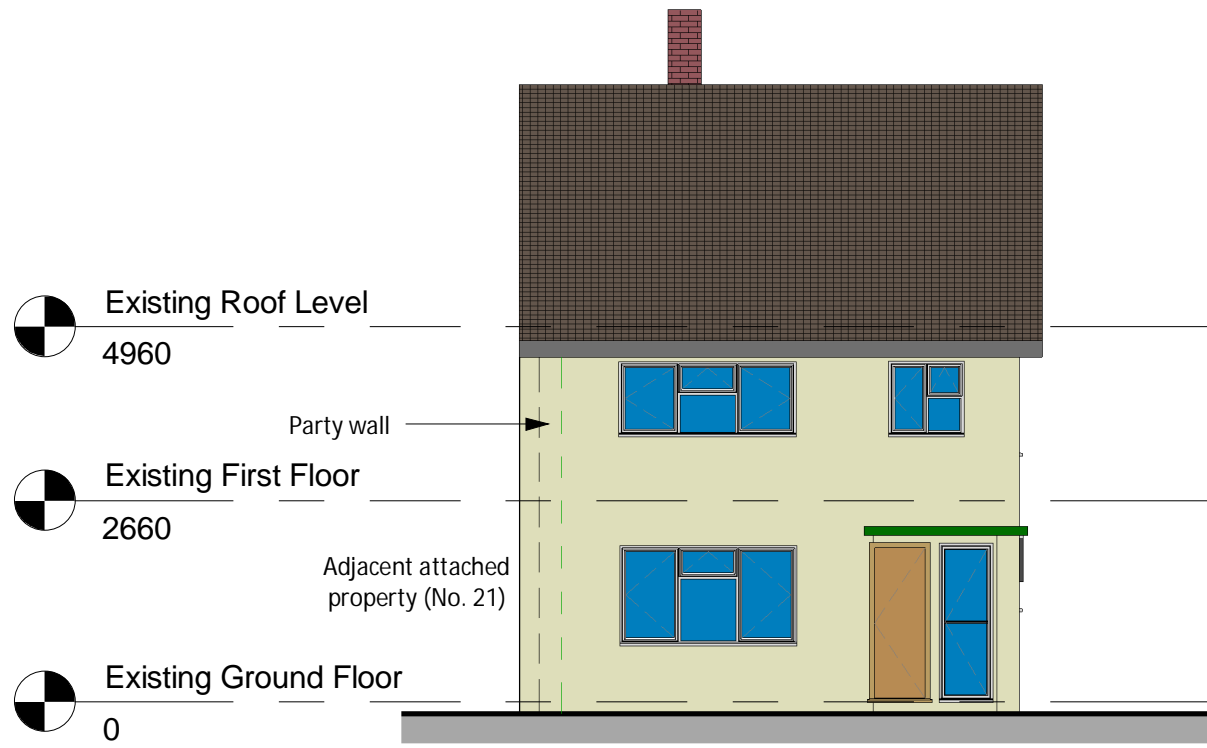 Existing Roof Level
4960
Party wall
Existing First Floor
2660
Adjacent attached
property (No. 21)
Existing Ground Floor
0